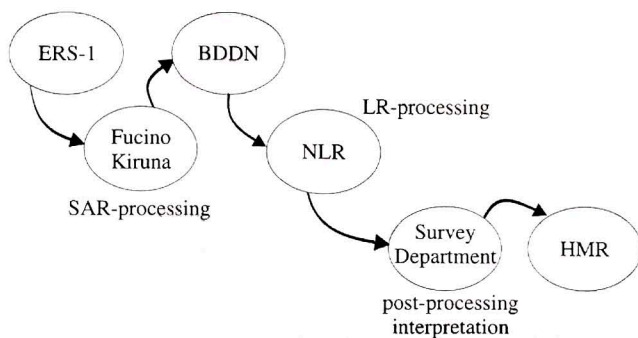 ERS-1
BDDN
Fucino
Kiruna
SAR-processing
LR-processing
NLR
Survey
Department
post-processing
interpretation
HMR